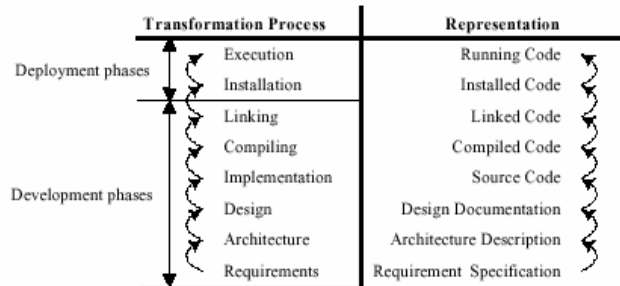 Transformation Process Representation
Execution Running Code
Deployment phases
Installation Installed Code
Linking Linked Code
Compiling Compiled Code
Implementation Source Code
Development phases
Design Design Documentation
Architecture Architecture Description
Requirements Requirement Specification